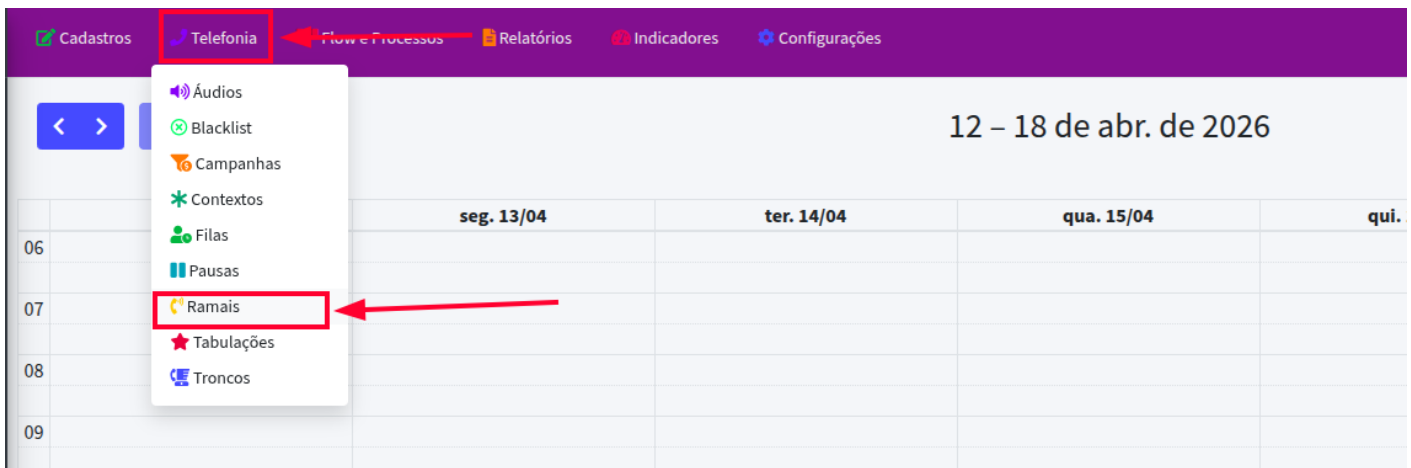 Cadastros Telefonia Flow e Processos Relatórios Indicadores Configurações
Áudios
Blacklist
Campanhas
Contextos
Filas
Pausas
Ramais
Tabulações
Troncos
12 – 18 de abr. de 2026
seg. 13/04 ter. 14/04 qua. 15/04 qui.
06
07
08
09